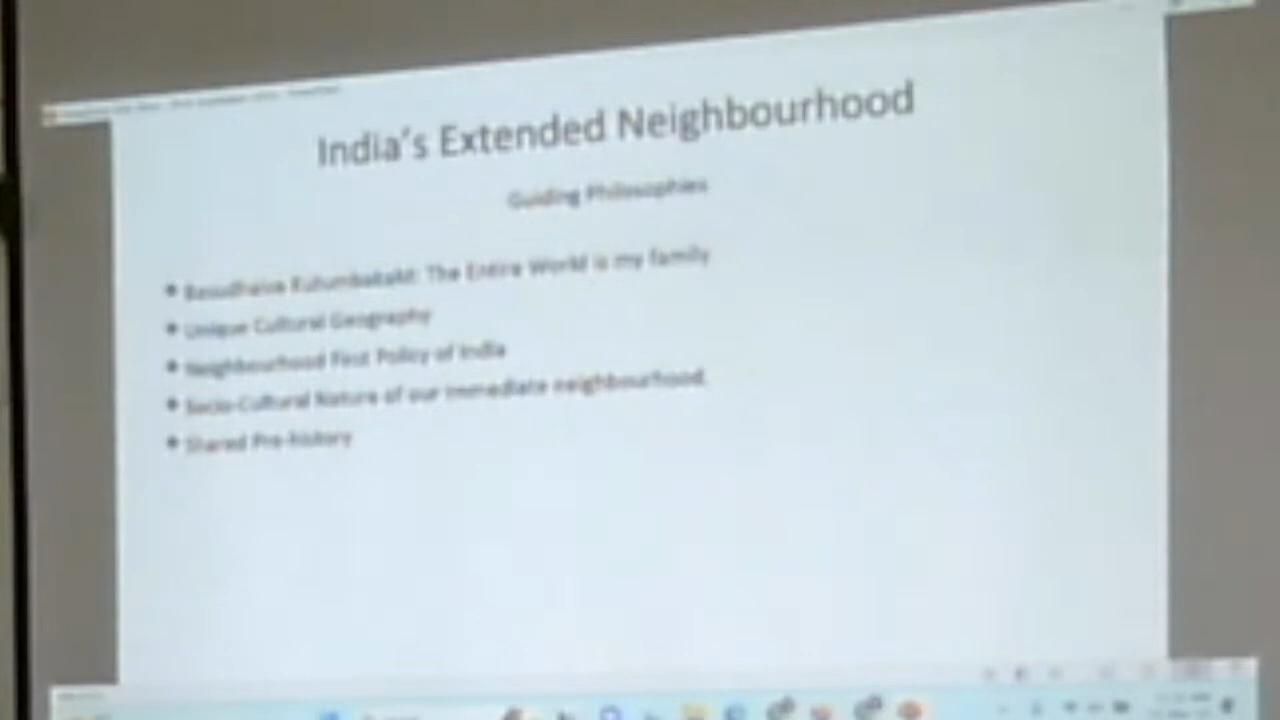 India's Extended Neighbourhood
Guiding Philosophies
Basudhaiva Kutumbakam: The Entire World is my family
Unique Cultural Geography
Neighbourhood First Policy of India
Socio-Cultural Nature of our immediate neighbourhood.
Shared Pre-history